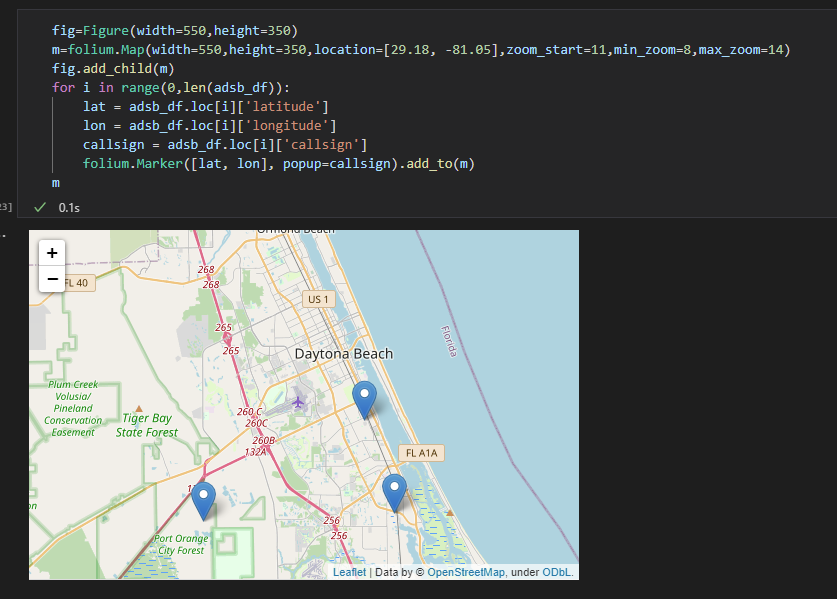 fig=Figure(width=550,height=350)
m=folium.Map(width=550,height=350,location=[29.18, -81.05],zoom_start=11,min_zoom=8,max_zoom=14)
fig.add_child(m)
for i in range(0,len(adsb_df)):
    lat = adsb_df.loc[i]['latitude']
    lon = adsb_df.loc[i]['longitude']
    callsign = adsb_df.loc[i]['callsign']
    folium.Marker([lat, lon], popup=callsign).add_to(m)
m
3]
✓ 0.1s
Ormond Beach
+
−
FL 40
268
268
US 1
265
265
Florida
Daytona Beach
Plum Creek
Volusia/
Pineland
Conservation
Easement
Tiger Bay
State Forest
260 C
260C
260B
132A
FL A1A
256
256
Port Orange
City Forest
Leaflet | Data by © OpenStreetMap, under ODbL.